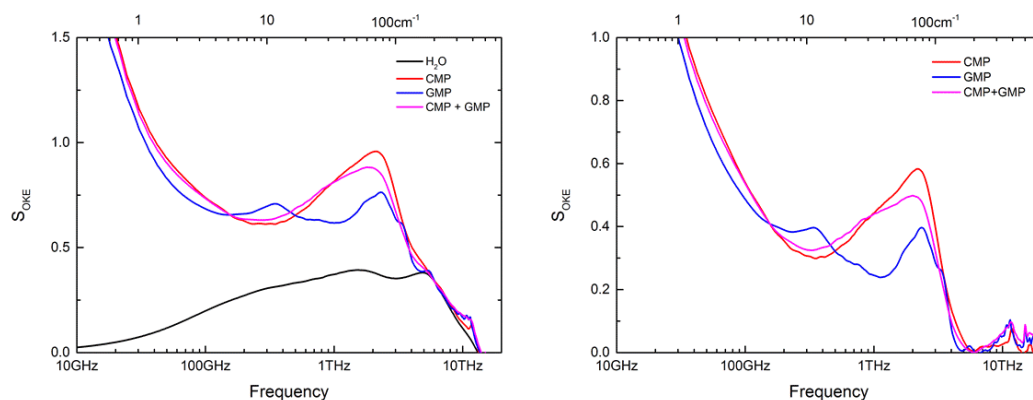 1 10 100cm⁻¹
1.5
1.0
0.5
0.0
S_OKE
H₂O
CMP
GMP
CMP + GMP
10GHz 100GHz 1THz 10THz
Frequency
1 10 100cm⁻¹
1.0
0.8
0.6
0.4
0.2
0.0
S_OKE
CMP
GMP
CMP+GMP
10GHz 100GHz 1THz 10THz
Frequency